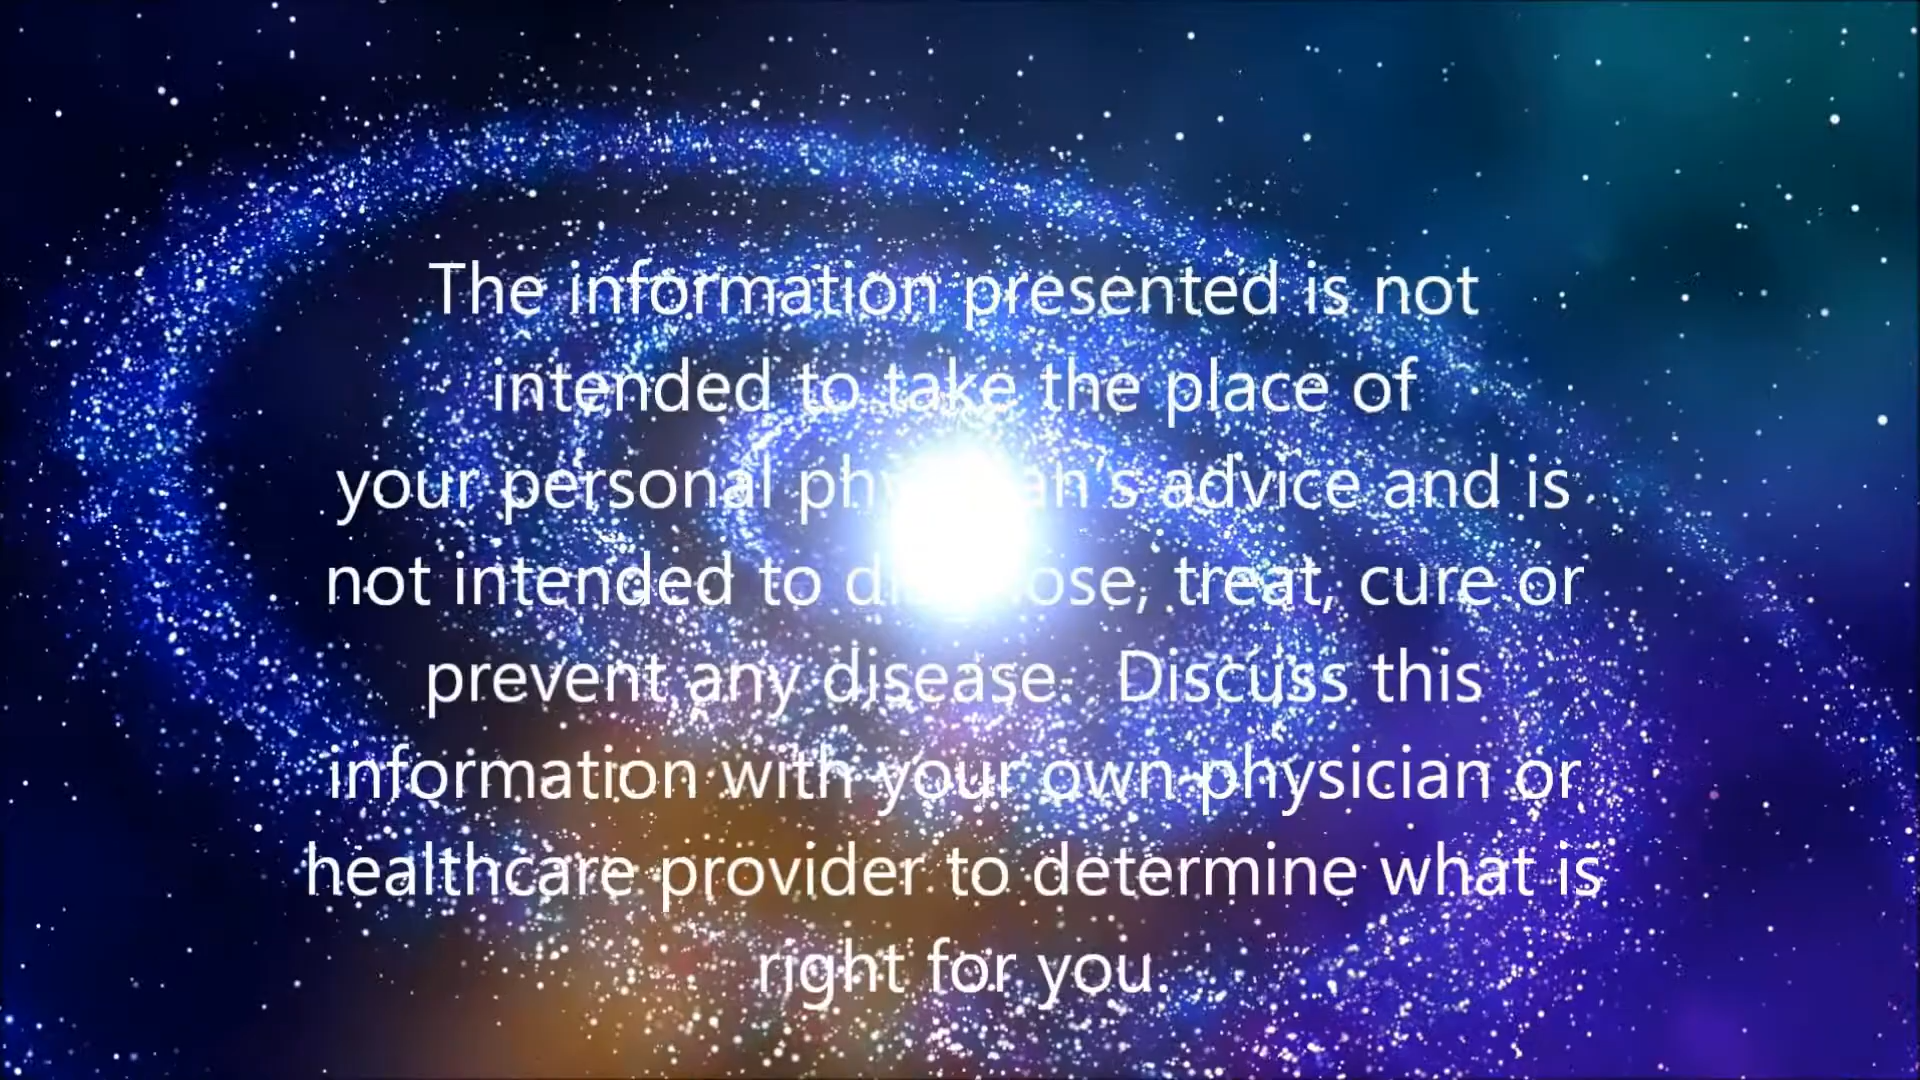 The information presented is not
intended to take the place of
your personal physician's advice and is
not intended to diagnose, treat, cure or
prevent any disease. Discuss this
information with your own physician or
healthcare provider to determine what is
right for you.